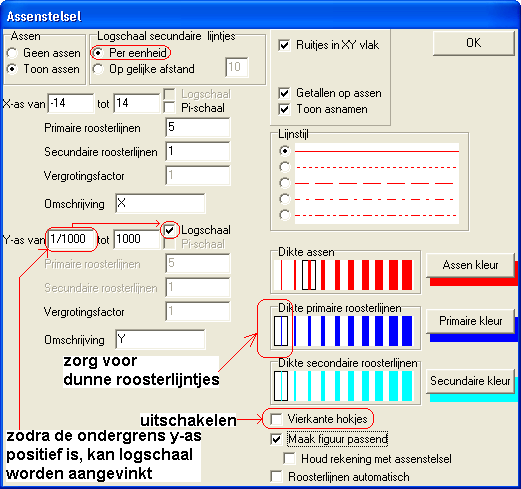 Assenstelsel
Assen
Geen assen
Toon assen
Logschaal secundaire lijntjes
Per eenheid
Op gelijke afstand 10
Ruitjes in XY vlak
Getallen op assen
Toon asnamen
OK
X-as van -14 tot 14
Logschaal
Pi-schaal
Primaire roosterlijnen 5
Secundaire roosterlijnen 1
Vergrotingsfactor 1
Omschrijving X
Lijnstijl
Y-as van 1/1000 tot 1000
Logschaal
Pi-schaal
Primaire roosterlijnen 5
Secundaire roosterlijnen 1
Vergrotingsfactor 1
Omschrijving Y
Dikte assen
Assen kleur
Dikte primaire roosterlijnen
Primaire kleur
Dikte secondaire roosterlijnen
Secundaire kleur
zorg voor
dunne roosterlijntjes
uitschakelen
Vierkante hokjes
Maak figuur passend
Houd rekening met assenstelsel
Roosterlijnen automatisch
zodra de ondergrens y-as
positief is, kan logschaal
worden aangevinkt